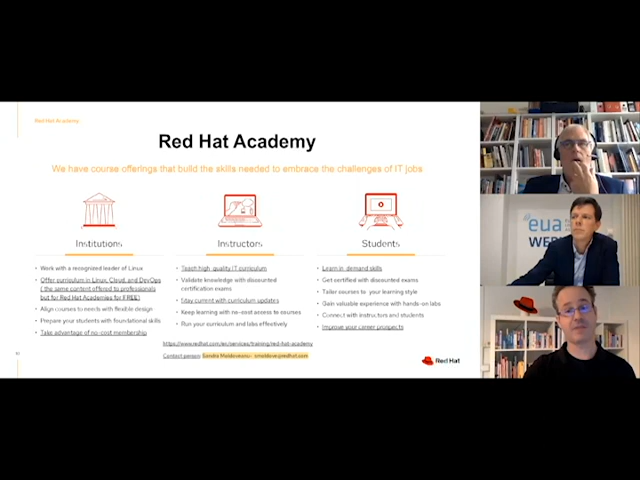 Red Hat Academy
Red Hat Academy
We have course offerings that build the skills needed to embrace the challenges of IT jobs
Institutions
• Work with a recognized leader of Linux
• Offer curriculum in Linux, Cloud, and DevOps
( the same content offered to professionals
but for Red Hat Academies for FREE)
• Align courses to needs with flexible design
• Prepare your students with foundational skills
• Take advantage of no-cost membership
Instructors
• Teach high quality IT curriculum
• Validate knowledge with discounted
certification exams
• Stay current with curriculum updates
• Keep learning with no-cost access to courses
• Run your curriculum and labs effectively
Students
• Learn in demand skills
• Get certified with discounted exams
• Tailor courses to your learning style
• Gain valuable experience with hands-on labs
• Connect with instructors and students
• Improve your career prospects
https://www.redhat.com/en/services/training/red-hat-academy
Contact person:
Red Hat
eua
WEB